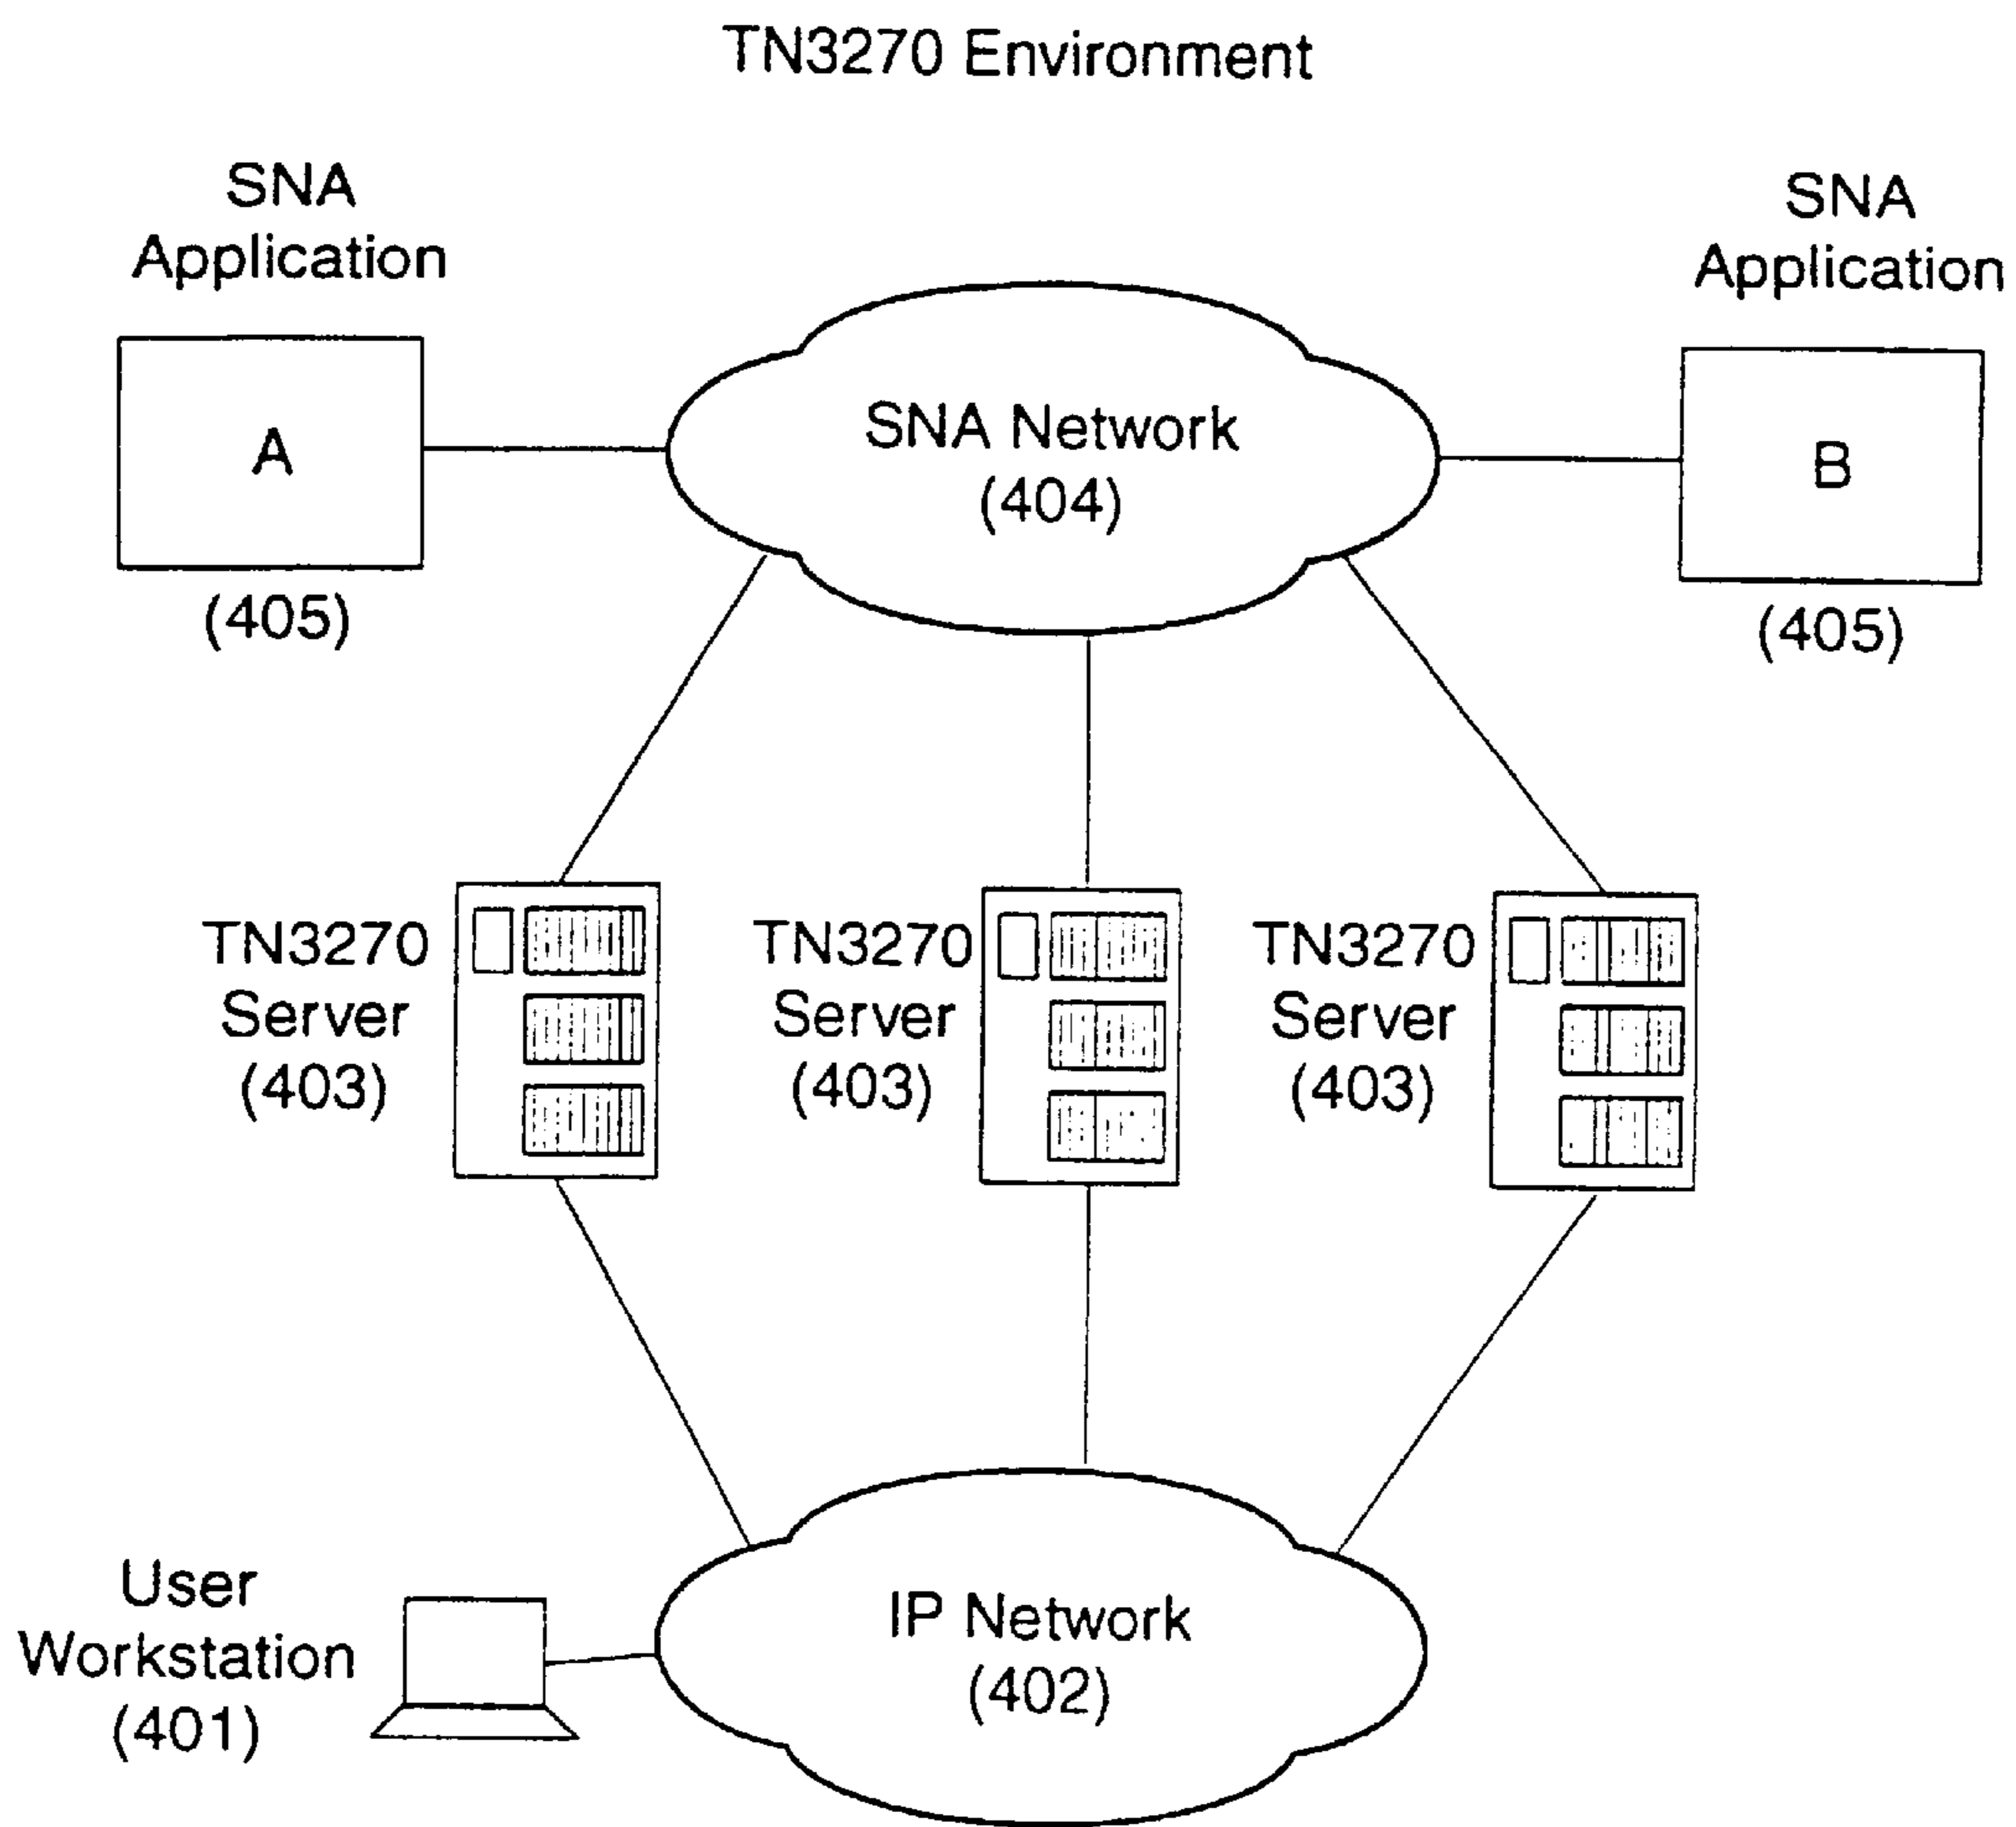 TN3270 Environment
SNA
Application
A
(405)
SNA Network
(404)
SNA
Application
B
(405)
TN3270
Server
(403)
TN3270
Server
(403)
TN3270
Server
(403)
User
Workstation
(401)
IP Network
(402)